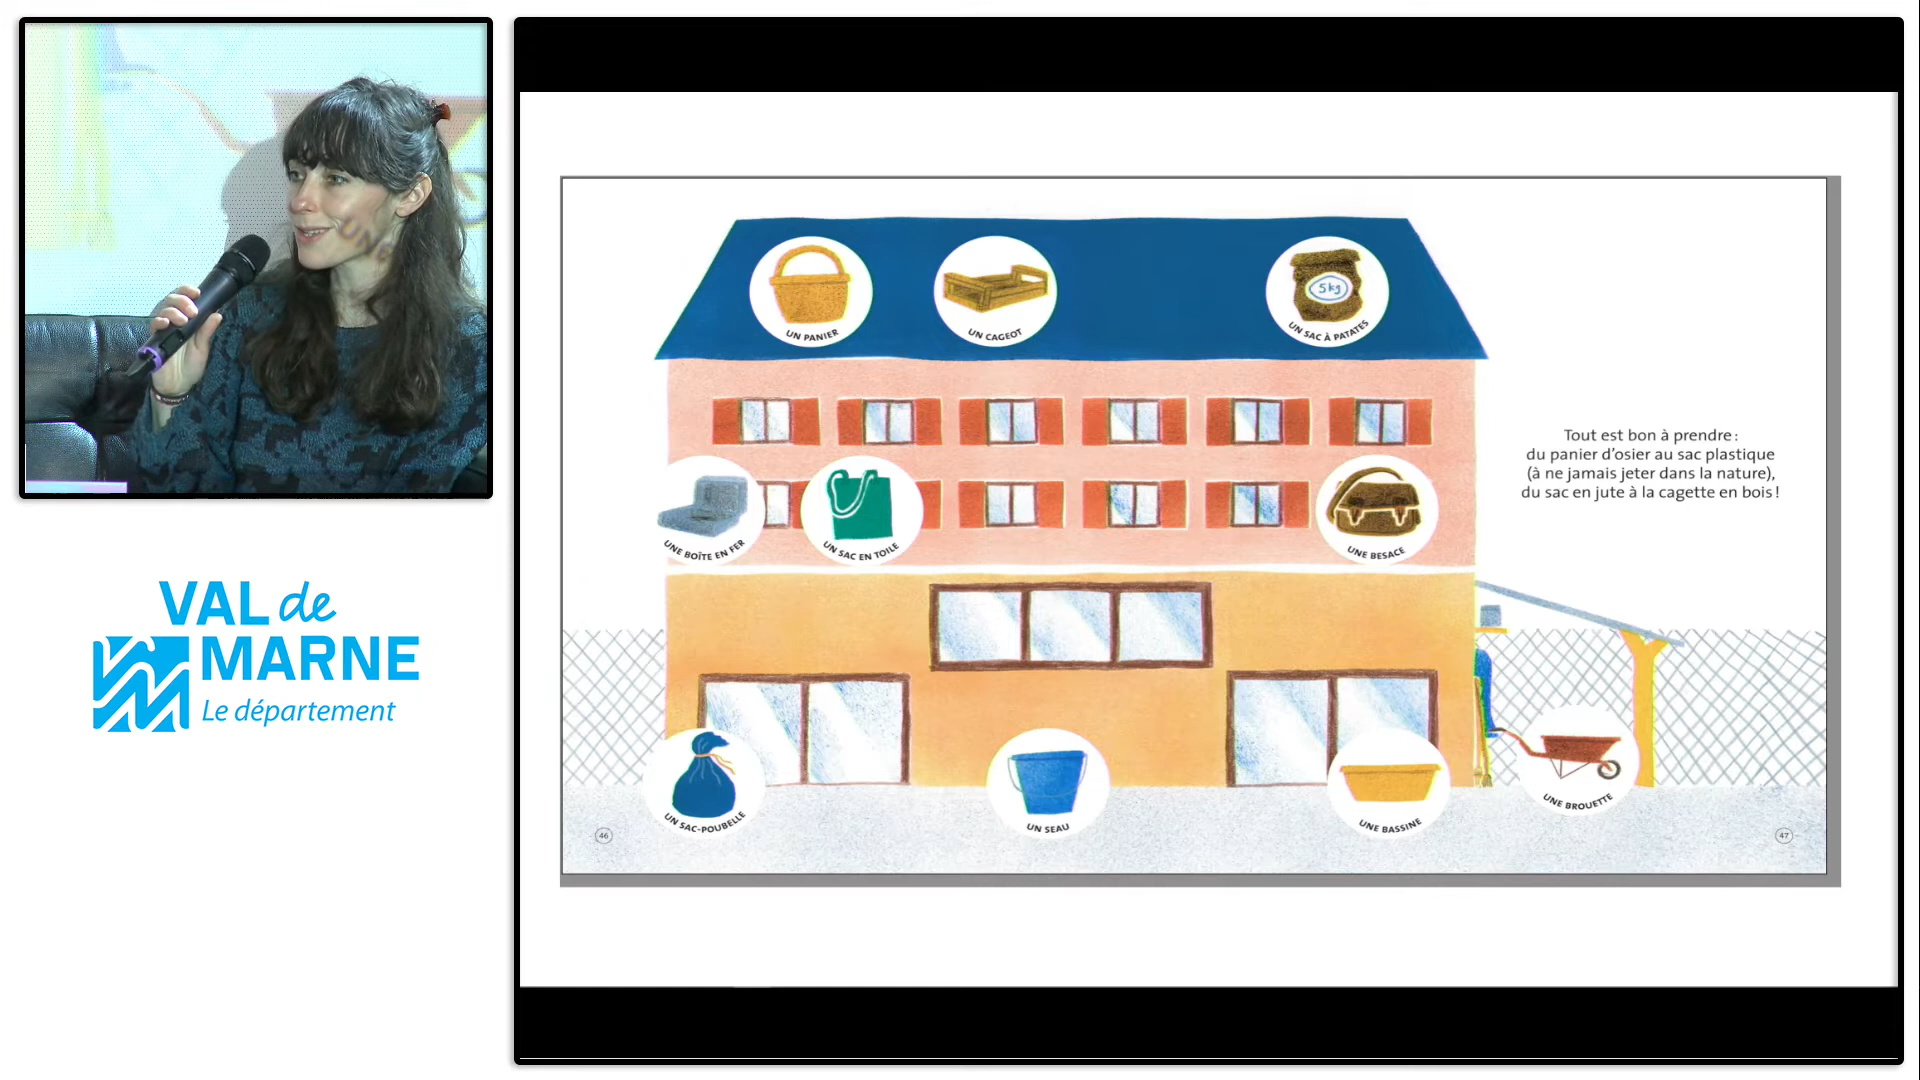 VAL de
MARNE
Le département
UN PANIER
UN CAGEOT
5kg
UN SAC À PATATES
Tout est bon à prendre :
du panier d'osier au sac plastique
(à ne jamais jeter dans la nature),
du sac en jute à la cagette en bois !
UNE BOÎTE EN FER
UN SAC EN TOILE
UNE BESACE
UN SAC-POUBELLE
UN SEAU
UNE BASSINE
UNE BROUETTE
46
47